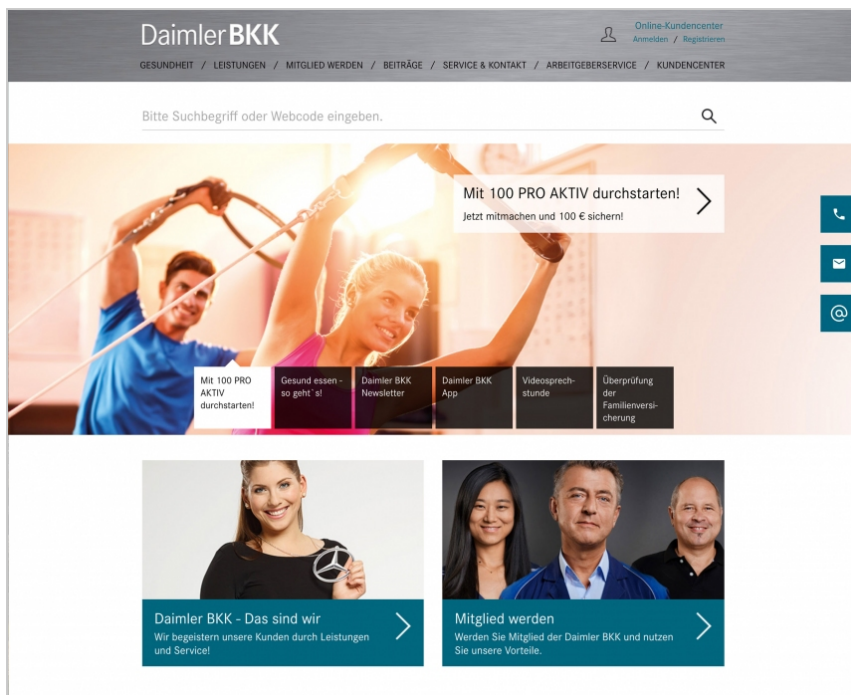 Daimler BKK
Online-Kundencenter
Anmelden / Registrieren
GESUNDHEIT / LEISTUNGEN / MITGLIED WERDEN / BEITRÄGE / SERVICE & KONTAKT / ARBEITGEBERSERVICE / KUNDENCENTER
Bitte Suchbegriff oder Webcode eingeben.
Mit 100 PRO AKTIV durchstarten!
Jetzt mitmachen und 100 € sichern!
Mit 100 PRO
AKTIV
durchstarten!
Gesund essen -
so geht`s!
Daimler BKK
Newsletter
Daimler BKK
App
Videosprech-
stunde
Überprüfung
der
Familienversi-
cherung
Daimler BKK - Das sind wir
Wir begeistern unsere Kunden durch Leistungen
und Service!
Mitglied werden
Werden Sie Mitglied der Daimler BKK und nutzen
Sie unsere Vorteile.